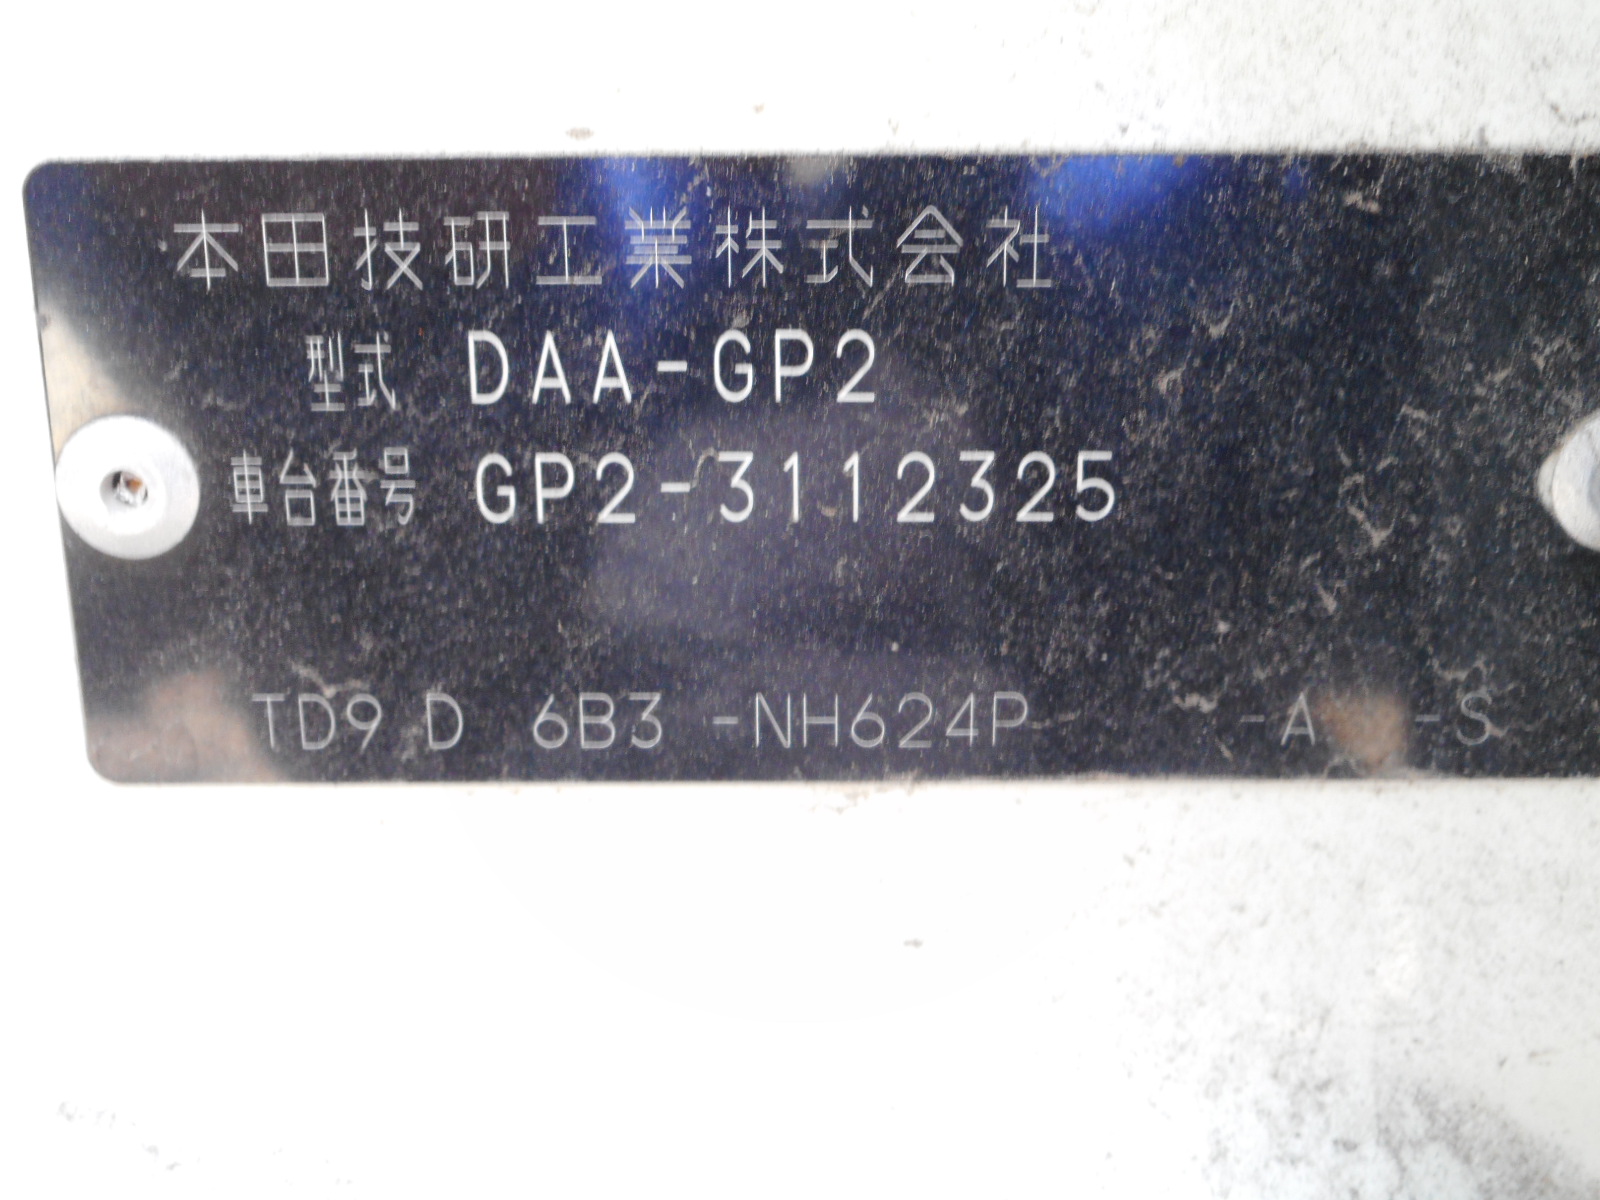 本田技研工業株式会社
型式 DAA-GP2
車台番号 GP2-3112325
TD9 D 6B3 -NH624P -A -S